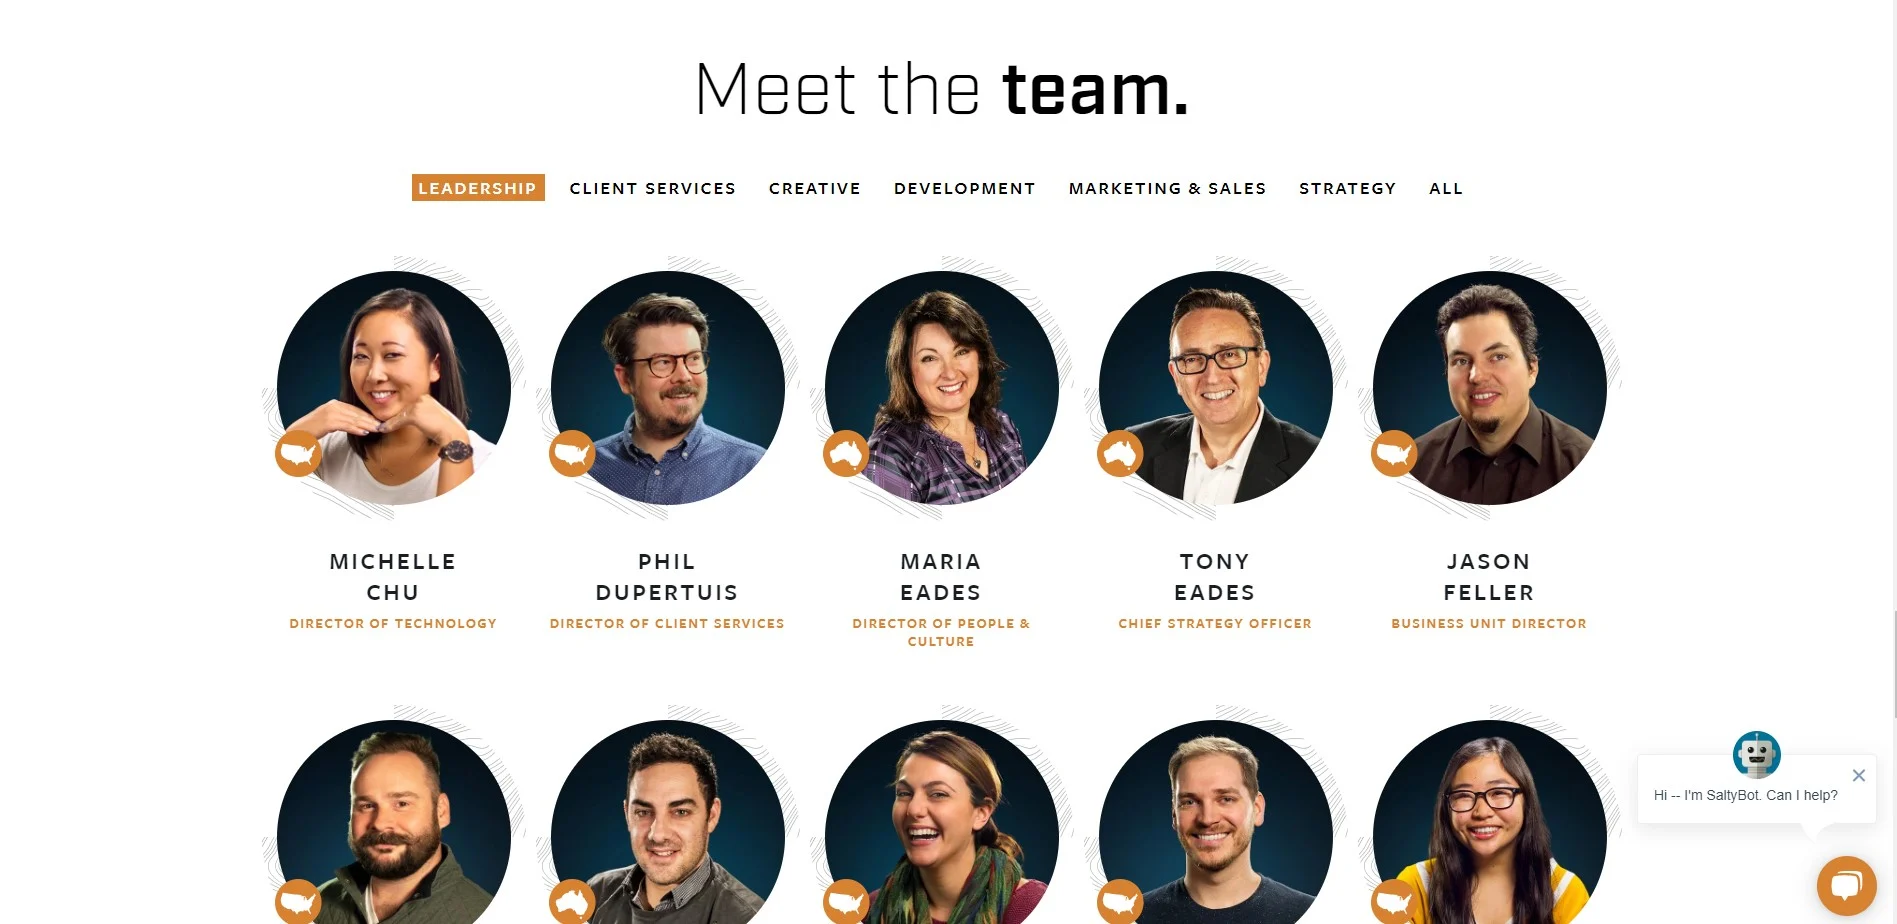 Meet the team.
LEADERSHIP CLIENT SERVICES CREATIVE DEVELOPMENT MARKETING & SALES STRATEGY ALL
MICHELLE
CHU
DIRECTOR OF TECHNOLOGY
PHIL
DUPERTUIS
DIRECTOR OF CLIENT SERVICES
MARIA
EADES
DIRECTOR OF PEOPLE &
CULTURE
TONY
EADES
CHIEF STRATEGY OFFICER
JASON
FELLER
BUSINESS UNIT DIRECTOR
Hi -- I'm SaltyBot. Can I help?